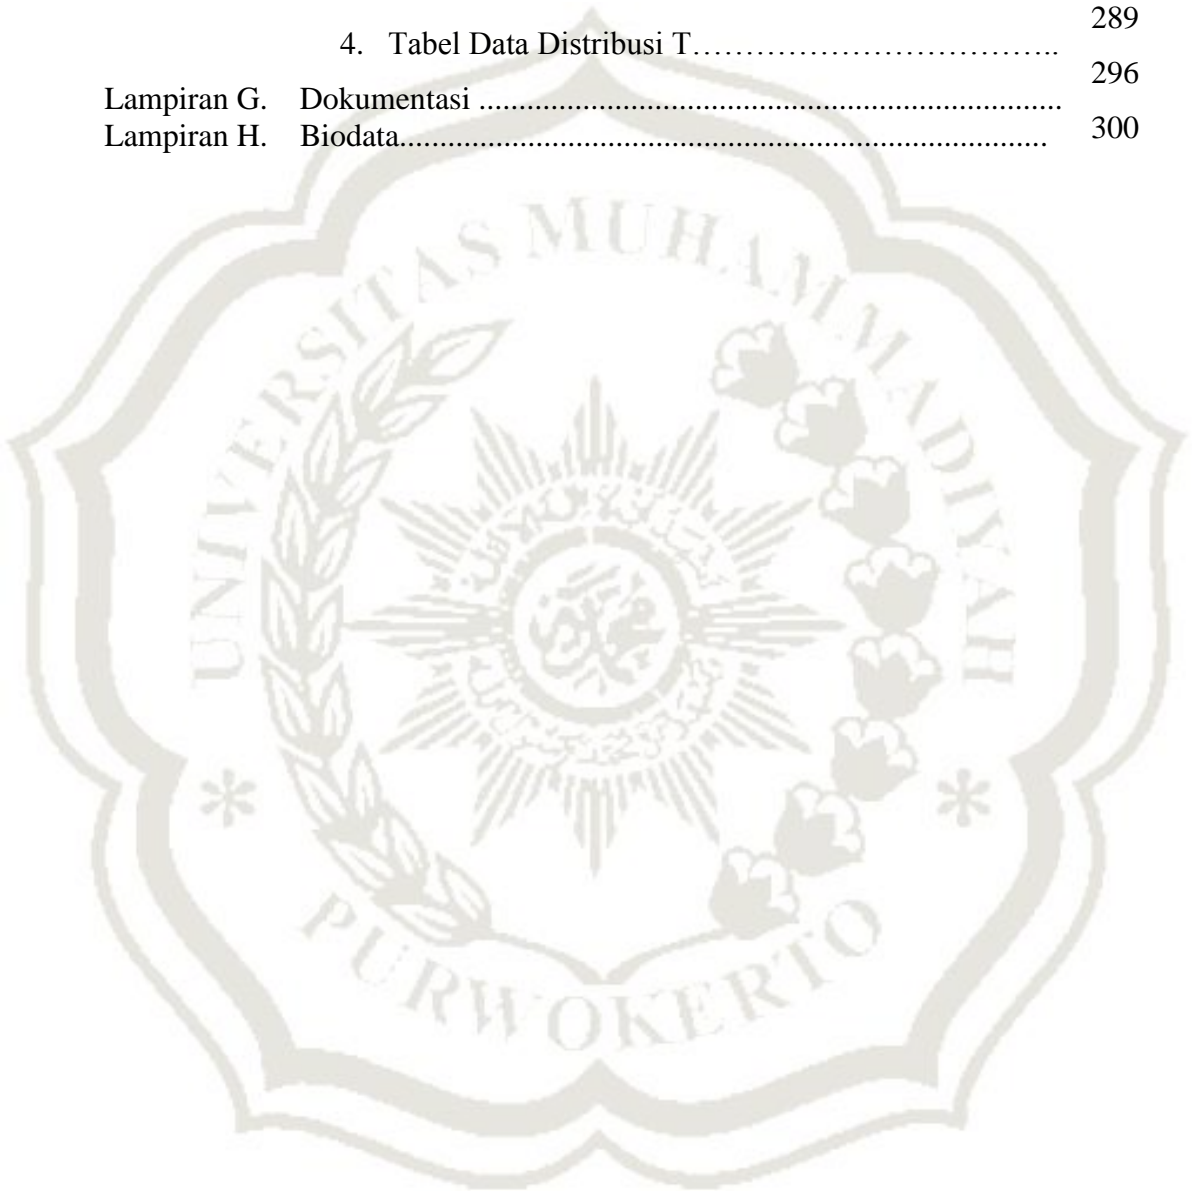 289
4. Tabel Data Distribusi T……………………………..
296
Lampiran G. Dokumentasi ......................................................................
Lampiran H. Biodata..............................................................................
300
UNIVERSITAS MUHAMMADIYAH
PURWOKERTO